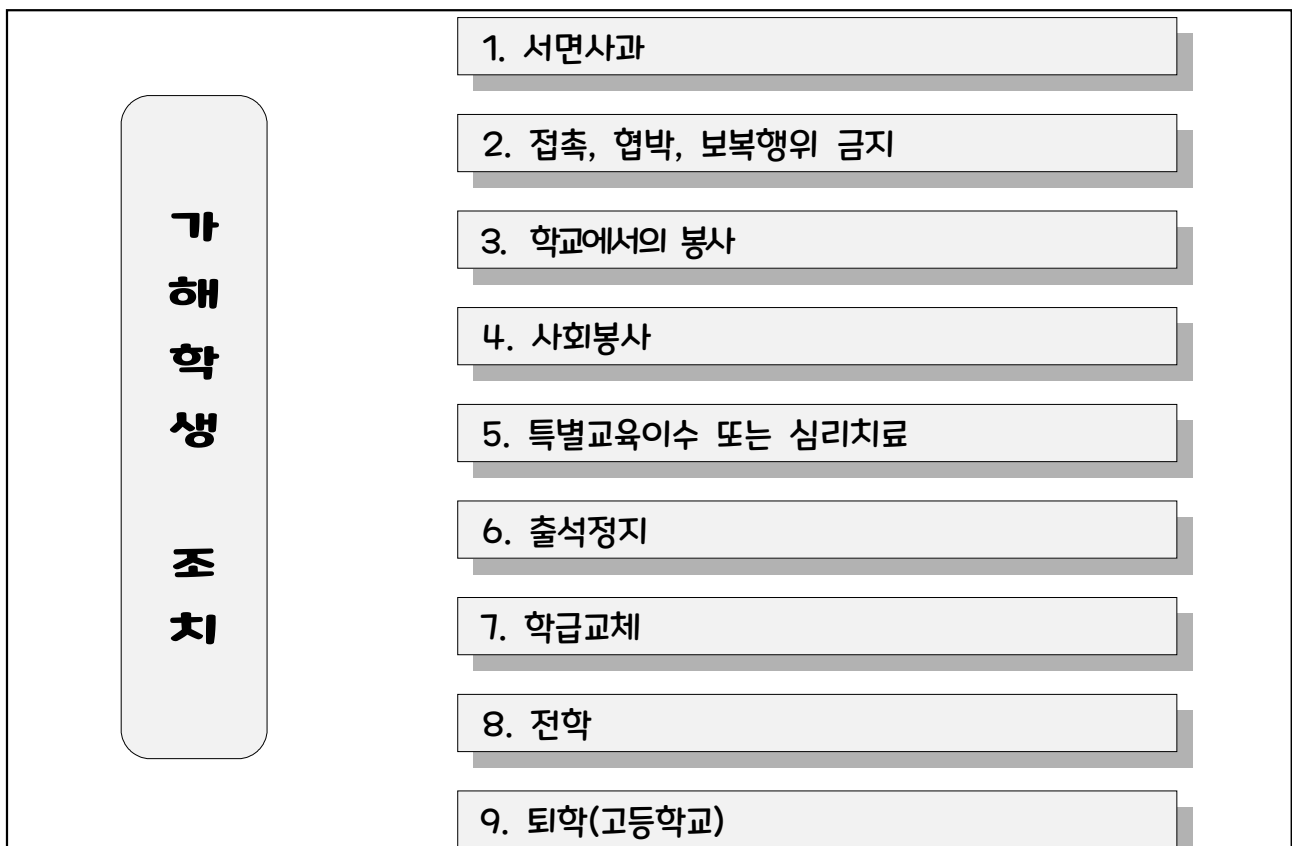 가해학생 조치
1. 서면사과
2. 접촉, 협박, 보복행위 금지
3. 학교에서의 봉사
4. 사회봉사
5. 특별교육이수 또는 심리치료
6. 출석정지
7. 학급교체
8. 전학
9. 퇴학(고등학교)